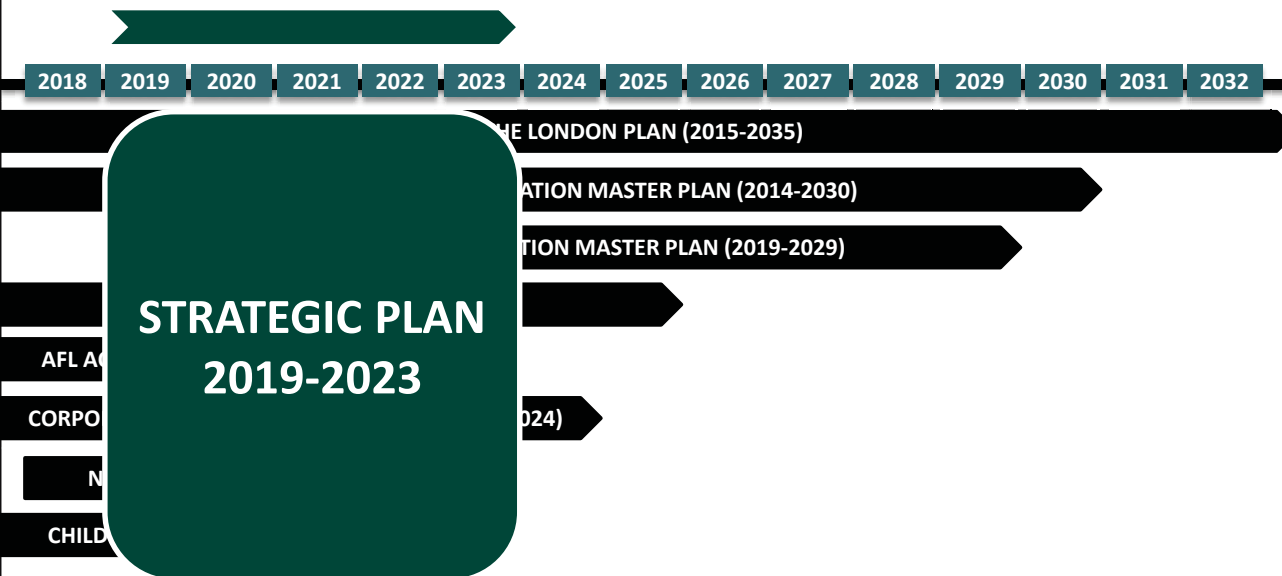 2018 2019 2020 2021 2022 2023 2024 2025 2026 2027 2028 2029 2030 2031 2032
HE LONDON PLAN (2015-2035)
ATION MASTER PLAN (2014-2030)
TION MASTER PLAN (2019-2029)
STRATEGIC PLAN
2019-2023
AFL A
CORPO
024)
N
CHILD